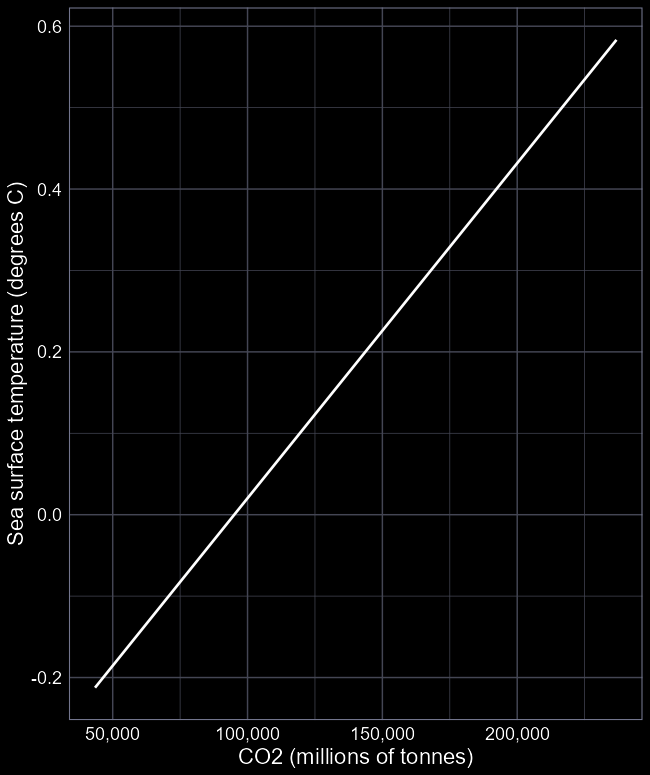 0.6
0.4
0.2
0.0
-0.2
Sea surface temperature (degrees C)
50,000 100,000 150,000 200,000
CO2 (millions of tonnes)